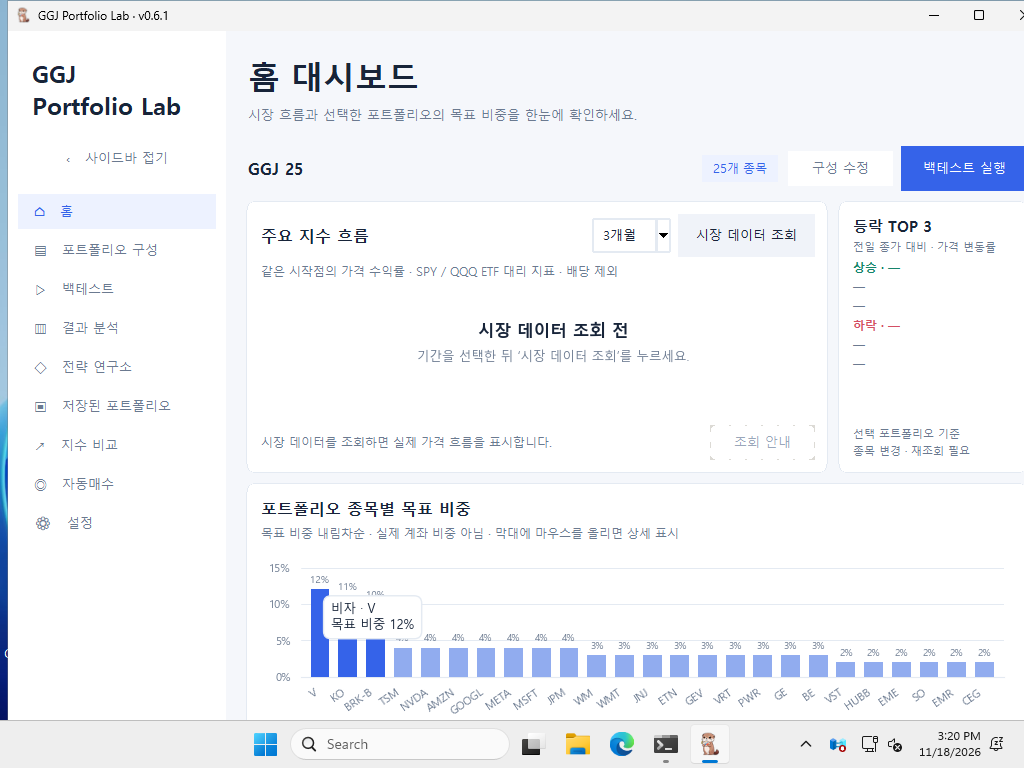 GGJ Portfolio Lab · v0.6.1
GGJ
Portfolio Lab
‹ 사이드바 접기
홈
포트폴리오 구성
백테스트
결과 분석
전략 연구소
저장된 포트폴리오
지수 비교
자동매수
설정
홈 대시보드
시장 흐름과 선택한 포트폴리오의 목표 비중을 한눈에 확인하세요.
GGJ 25
25개 종목
구성 수정
백테스트 실행
주요 지수 흐름
3개월
시장 데이터 조회
같은 시작점의 가격 수익률 · SPY / QQQ ETF 대리 지표 · 배당 제외
시장 데이터 조회 전
기간을 선택한 뒤 '시장 데이터 조회'를 누르세요.
시장 데이터를 조회하면 실제 가격 흐름을 표시합니다.
조회 안내
등락 TOP 3
전일 종가 대비 · 가격 변동률
상승 · —
—
—
하락 · —
—
—
선택 포트폴리오 기준
종목 변경 · 재조회 필요
포트폴리오 종목별 목표 비중
목표 비중 내림차순 · 실제 계좌 비중 아님 · 막대에 마우스를 올리면 상세 표시
15%
10%
5%
0%
12% 11% 10% 4% 4% 4% 4% 4% 4% 4% 3% 3% 3% 3% 3% 3% 3% 3% 3% 2% 2% 2% 2% 2% 2%
비자 · V
목표 비중 12%
V KO BRK-B TSM NVDA AMZN GOOGL META MSFT JPM WM WMT JNJ ETN GEV VRT PWR GE BE VST HUBB EME SO EMR CEG
Search
3:20 PM
11/18/2026